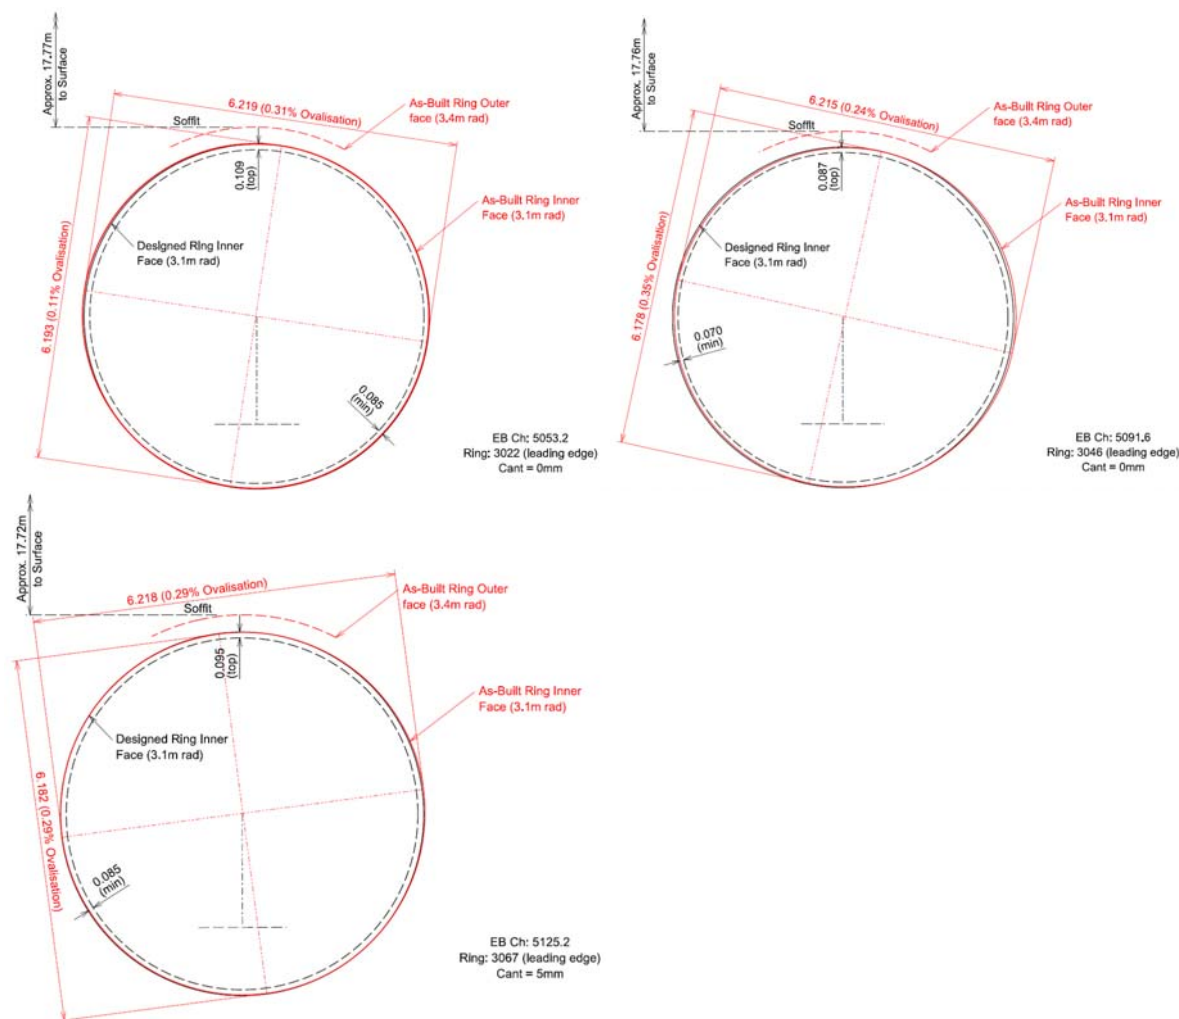 Approx. 17.77m
to Surface
6.219 (0.31% Ovalisation)
Soffit
As-Built Ring Outer
face (3.4m rad)
0.109
(top)
As-Built Ring Inner
Face (3.1m rad)
Designed Ring Inner
Face (3.1m rad)
6.193 (0.11% Ovalisation)
0.085
(min)
EB Ch: 5053.2
Ring: 3022 (leading edge)
Cant = 0mm
Approx. 17.76m
to Surface
6.215 (0.24% Ovalisation)
Soffit
As-Built Ring Outer
face (3.4m rad)
0.087
(top)
As-Built Ring Inner
Face (3.1m rad)
Designed Ring Inner
Face (3.1m rad)
6.178 (0.35% Ovalisation)
0.070
(min)
EB Ch: 5091.6
Ring: 3046 (leading edge)
Cant = 0mm
Approx. 17.72m
to Surface
6.218 (0.29% Ovalisation)
Soffit
As-Built Ring Outer
face (3.4m rad)
0.095
(top)
As-Built Ring Inner
Face (3.1m rad)
Designed Ring Inner
Face (3.1m rad)
6.182 (0.29% Ovalisation)
0.085
(min)
EB Ch: 5125.2
Ring: 3067 (leading edge)
Cant = 5mm